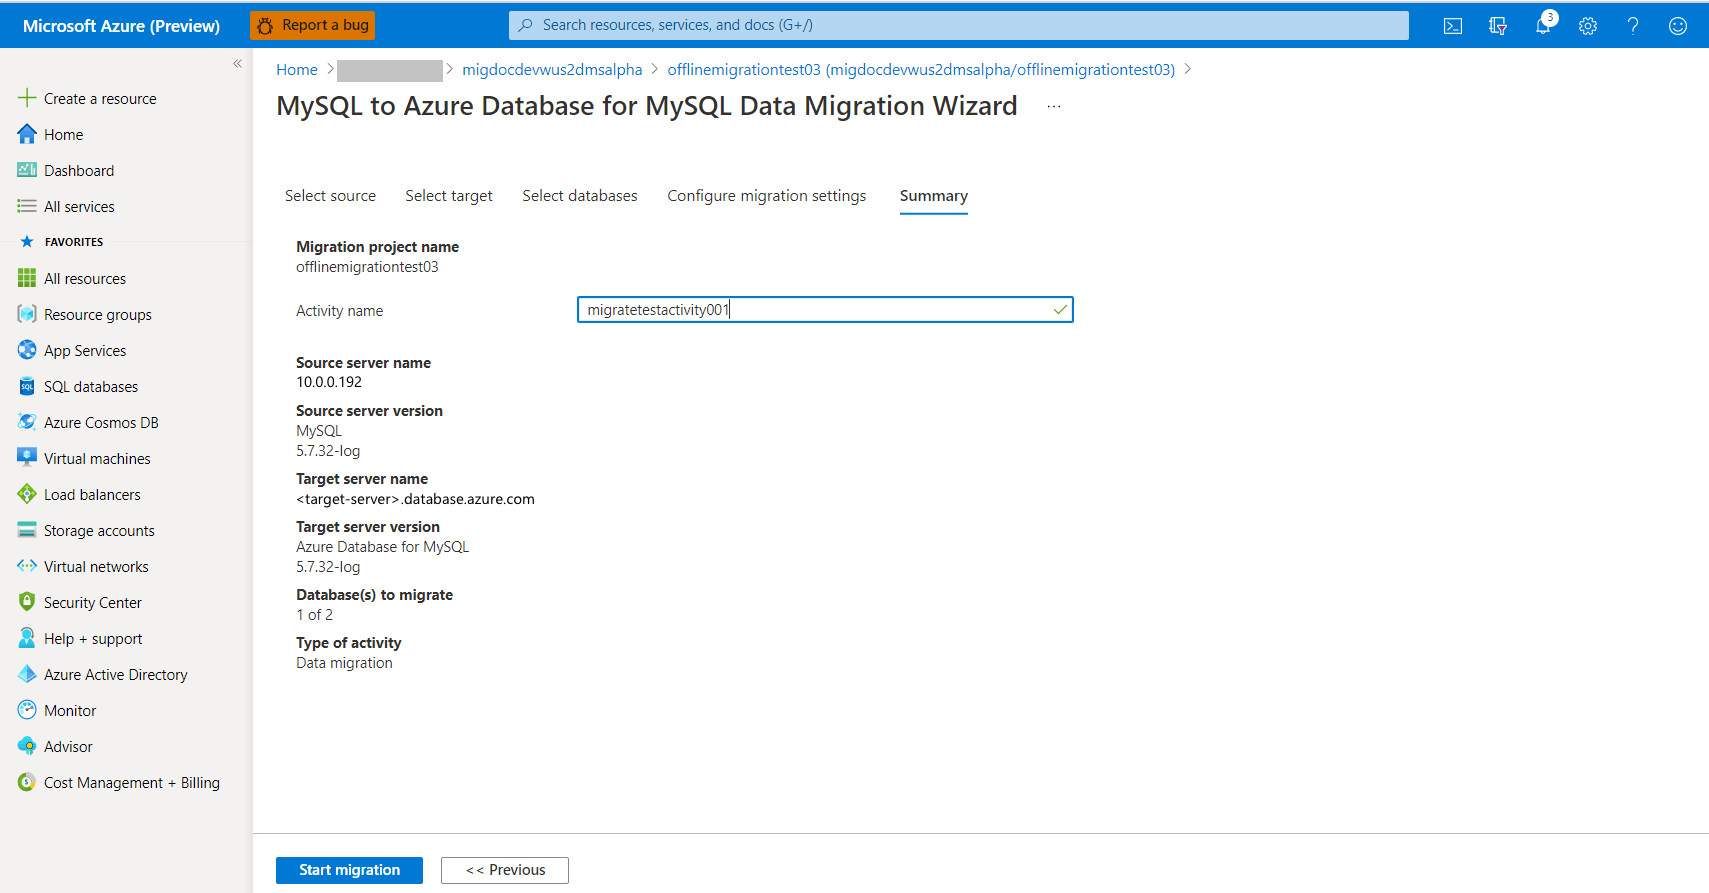 Microsoft Azure (Preview)
Report a bug
Search resources, services, and docs (G+/)
3
Home > > migdocdevwus2dmsalpha > offlinemigrationtest03 (migdocdevwus2dmsalpha/offlinemigrationtest03) >
MySQL to Azure Database for MySQL Data Migration Wizard ...
«
Create a resource
Home
Dashboard
All services
FAVORITES
All resources
Resource groups
App Services
SQL databases
Azure Cosmos DB
Virtual machines
Load balancers
Storage accounts
Virtual networks
Security Center
Help + support
Azure Active Directory
Monitor
Advisor
Cost Management + Billing
Select source
Select target
Select databases
Configure migration settings
Summary
Migration project name
offlinemigrationtest03
Activity name
migratetestactivity001
Source server name
10.0.0.192
Source server version
MySQL
5.7.32-log
Target server name
<target-server>.database.azure.com
Target server version
Azure Database for MySQL
5.7.32-log
Database(s) to migrate
1 of 2
Type of activity
Data migration
Start migration
<< Previous